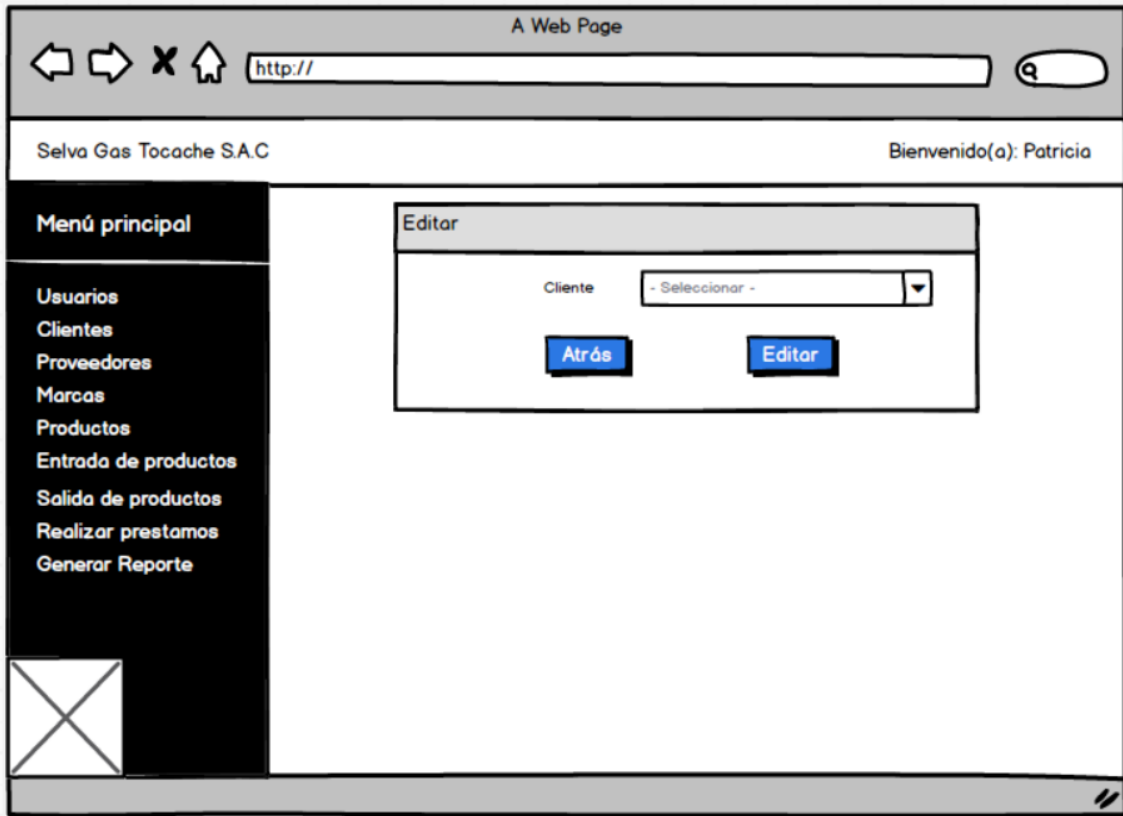 A Web Page
http://
Selva Gas Tocache S.A.C
Bienvenido(a): Patricia
Menú principal
Usuarios
Clientes
Proveedores
Marcas
Productos
Entrada de productos
Salida de productos
Realizar prestamos
Generar Reporte
Editar
Cliente
- Seleccionar -
Atrás
Editar